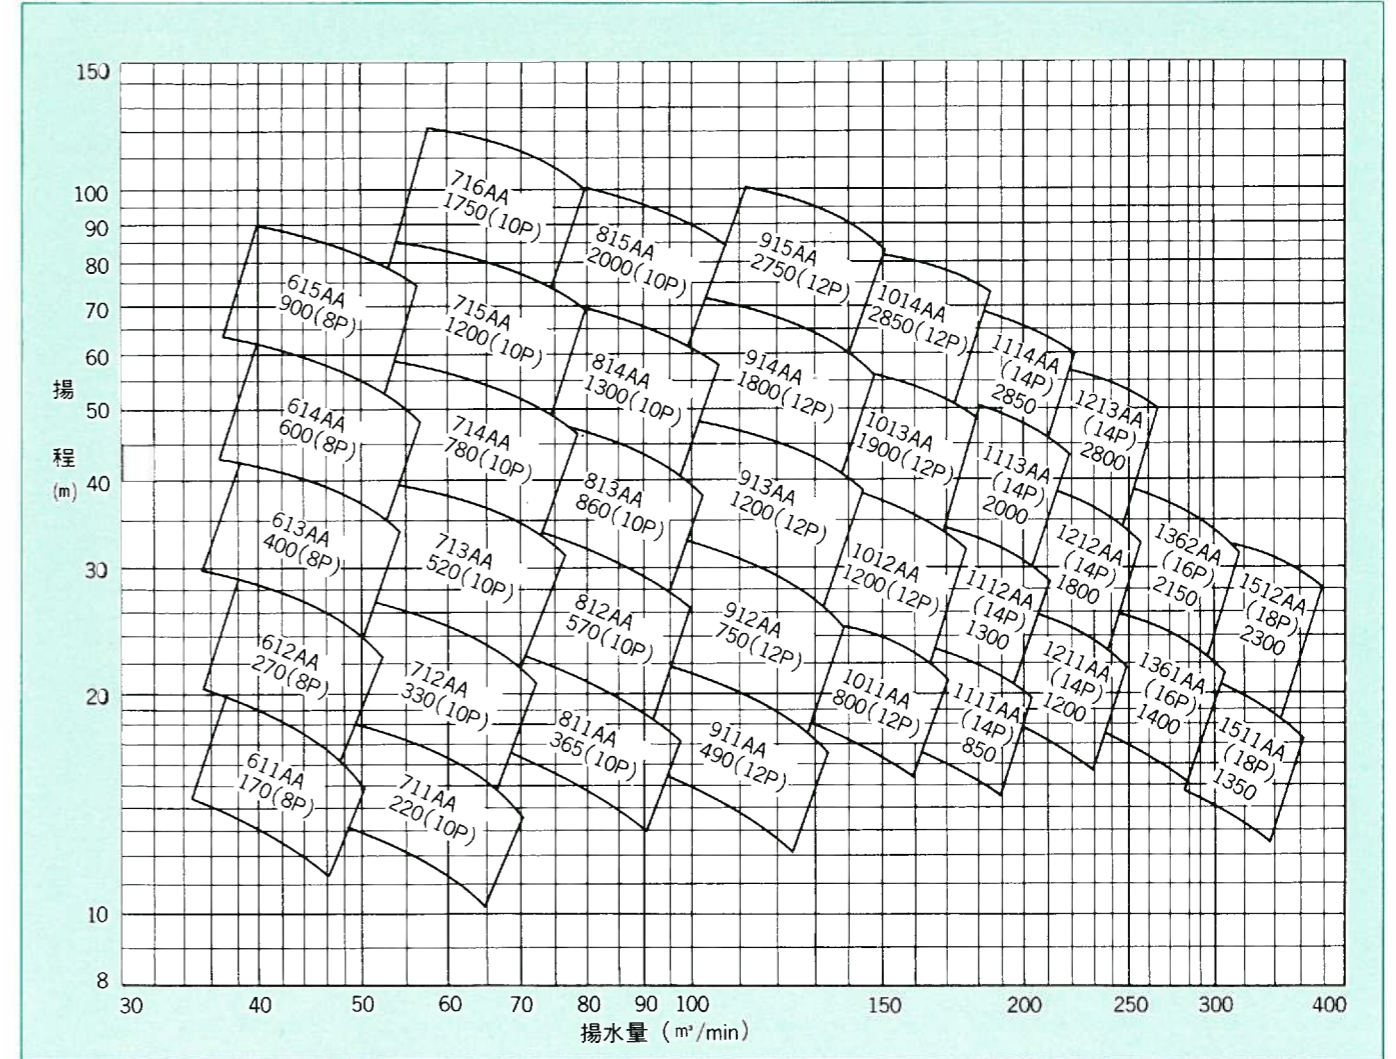 150
100
90
80
70
60
50
40
30
20
10
8
揚
程
(m)
716AA
1750(10P)
815AA
2000(10P)
915AA
2750(12P)
1014AA
2850(12P)
1114AA
(14P)
2850
1213AA
(14P)
2800
615AA
900(8P)
715AA
1200(10P)
814AA
1300(10P)
914AA
1800(12P)
1013AA
1900(12P)
1113AA
(14P)
2000
1212AA
(14P)
1800
1362AA
(16P)
2150
1512AA
(18P)
2300
614AA
600(8P)
714AA
780(10P)
813AA
860(10P)
913AA
1200(12P)
1012AA
1200(12P)
1112AA
(14P)
1300
1211AA
(14P)
1200
1361AA
(16P)
1400
1511AA
(18P)
1350
613AA
400(8P)
713AA
520(10P)
812AA
570(10P)
912AA
750(12P)
1011AA
800(12P)
1111AA
(14P)
850
612AA
270(8P)
712AA
330(10P)
811AA
365(10P)
911AA
490(12P)
611AA
170(8P)
711AA
220(10P)
30 40 50 60 70 80 90 100 150 200 250 300 400
揚水量(m³/min)